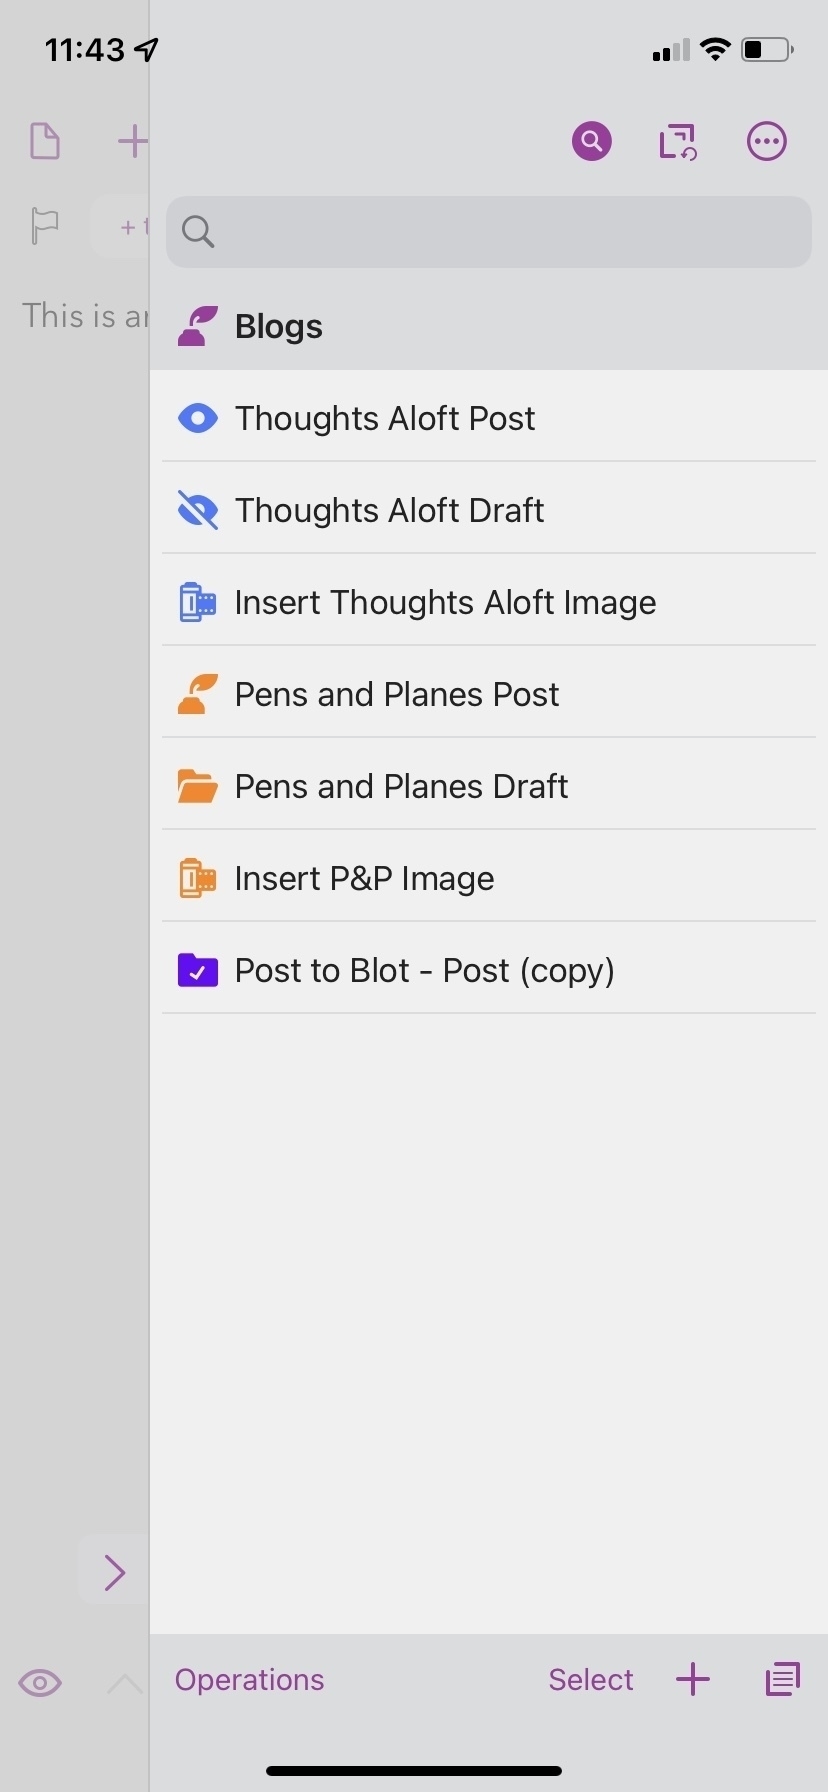 11:43
+ t
This is a
Blogs
Thoughts Aloft Post
Thoughts Aloft Draft
Insert Thoughts Aloft Image
Pens and Planes Post
Pens and Planes Draft
Insert P&P Image
Post to Blot - Post (copy)
Operations
Select